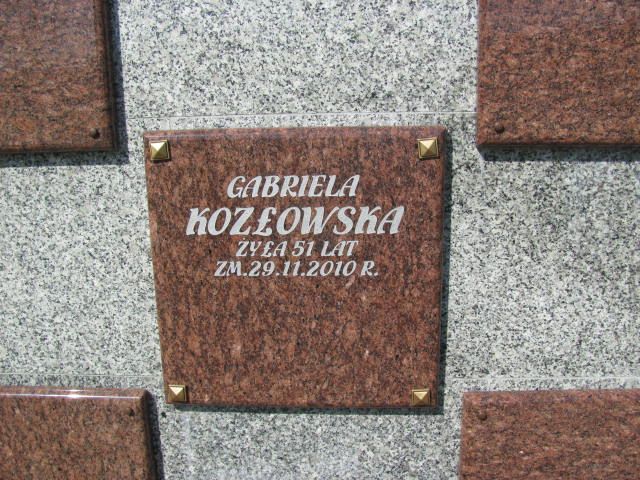 GABRIELA
KOZŁOWSKA
ŻYŁA 51 LAT
ZM.29.11.2010 R.